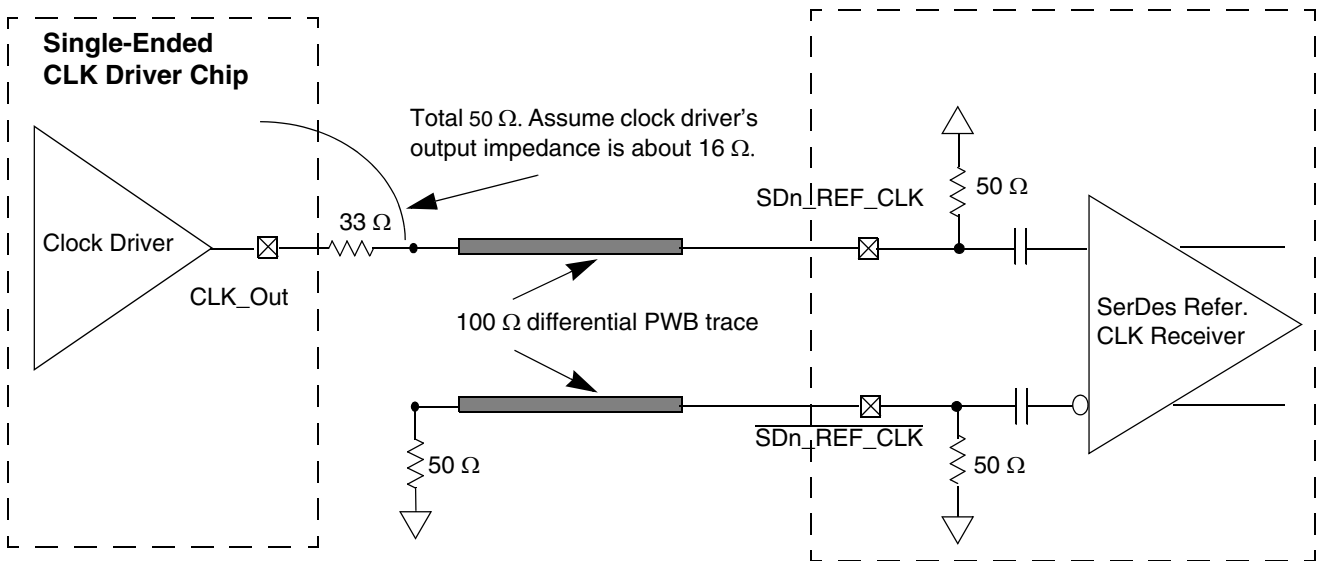 Single-Ended
CLK Driver Chip
Total 50 Ω. Assume clock driver's
output impedance is about 16 Ω.
SDn_REF_CLK
50 Ω
33 Ω
Clock Driver
CLK_Out
100 Ω differential PWB trace
SerDes Refer.
CLK Receiver
SDn_REF_CLK
50 Ω
50 Ω